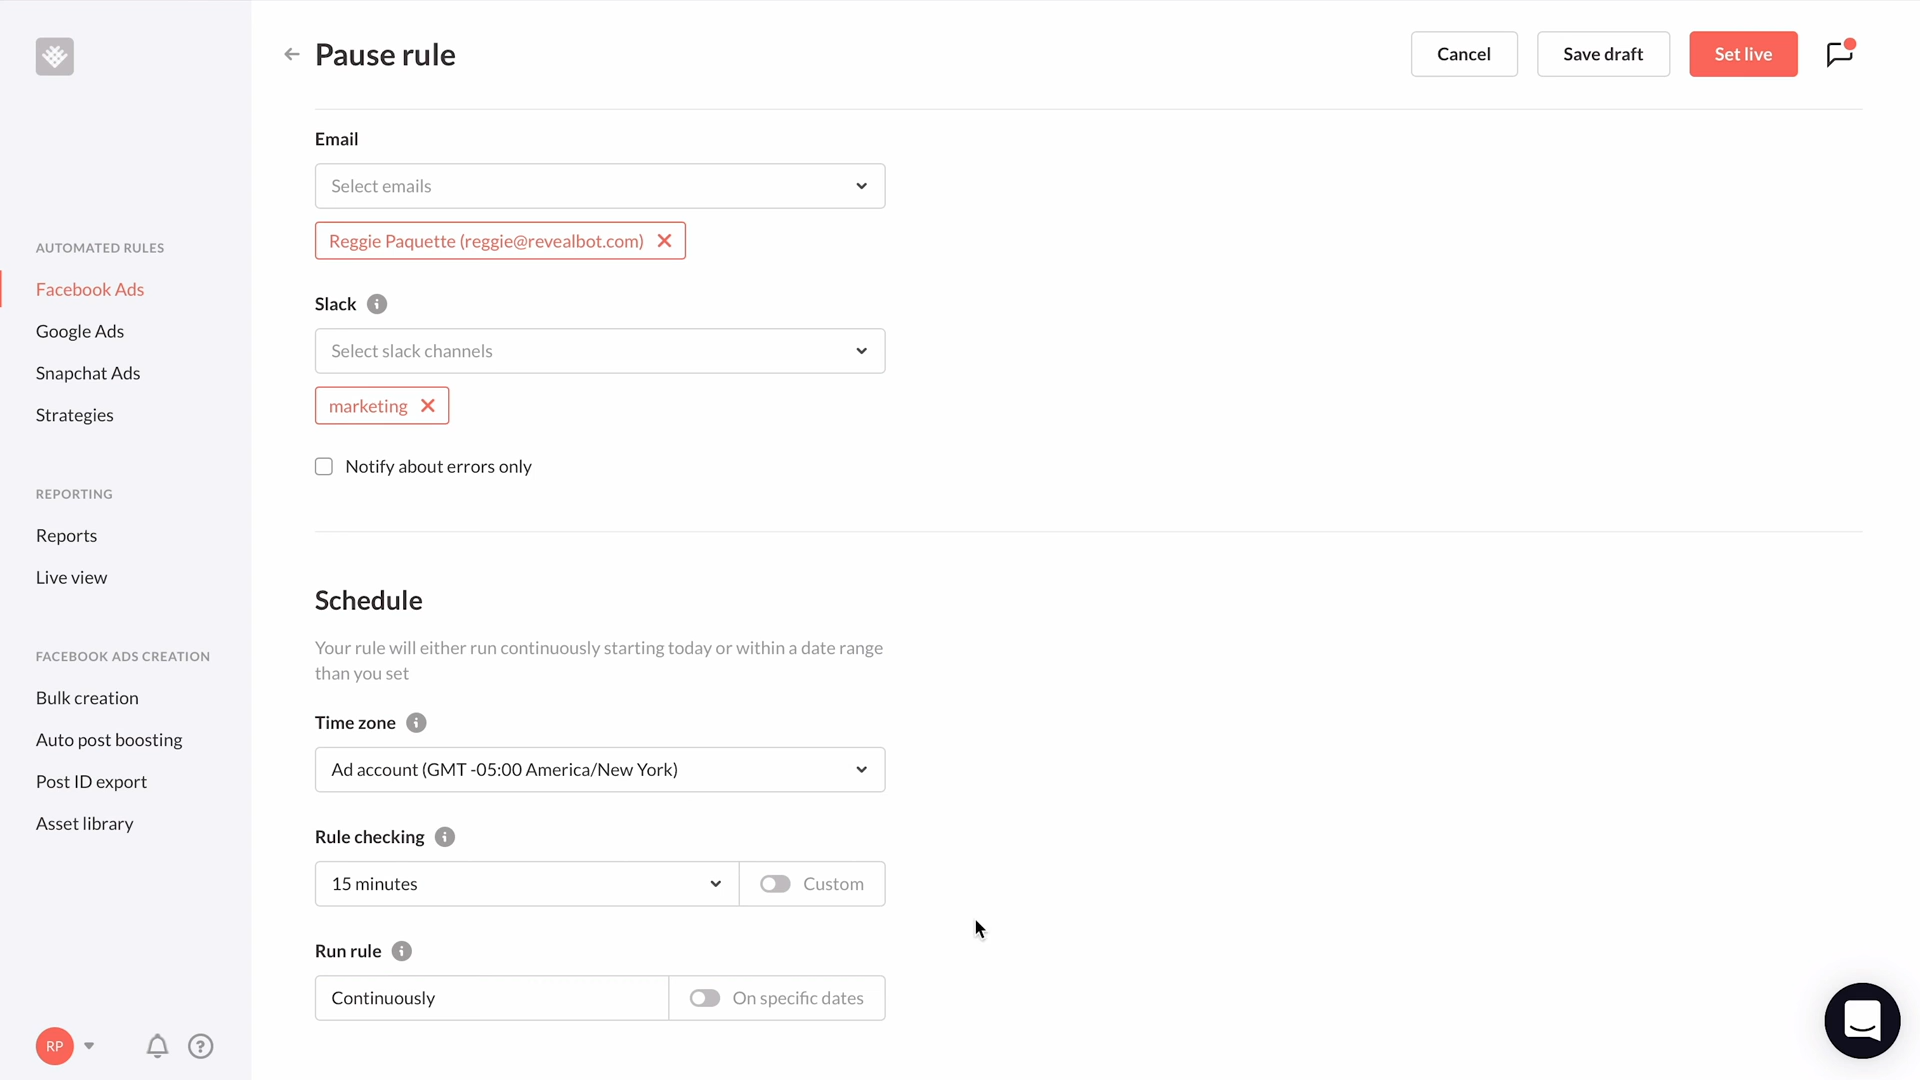 Pause rule
Cancel
Save draft
Set live
AUTOMATED RULES
Facebook Ads
Google Ads
Snapchat Ads
Strategies
REPORTING
Reports
Live view
FACEBOOK ADS CREATION
Bulk creation
Auto post boosting
Post ID export
Asset library
RP
Email
Select emails
Reggie Paquette (reggie@revealbot.com)
Slack
Select slack channels
marketing
Notify about errors only
Schedule
Your rule will either run continuously starting today or within a date range
than you set
Time zone
Ad account (GMT -05:00 America/New York)
Rule checking
15 minutes
Custom
Run rule
Continuously
On specific dates